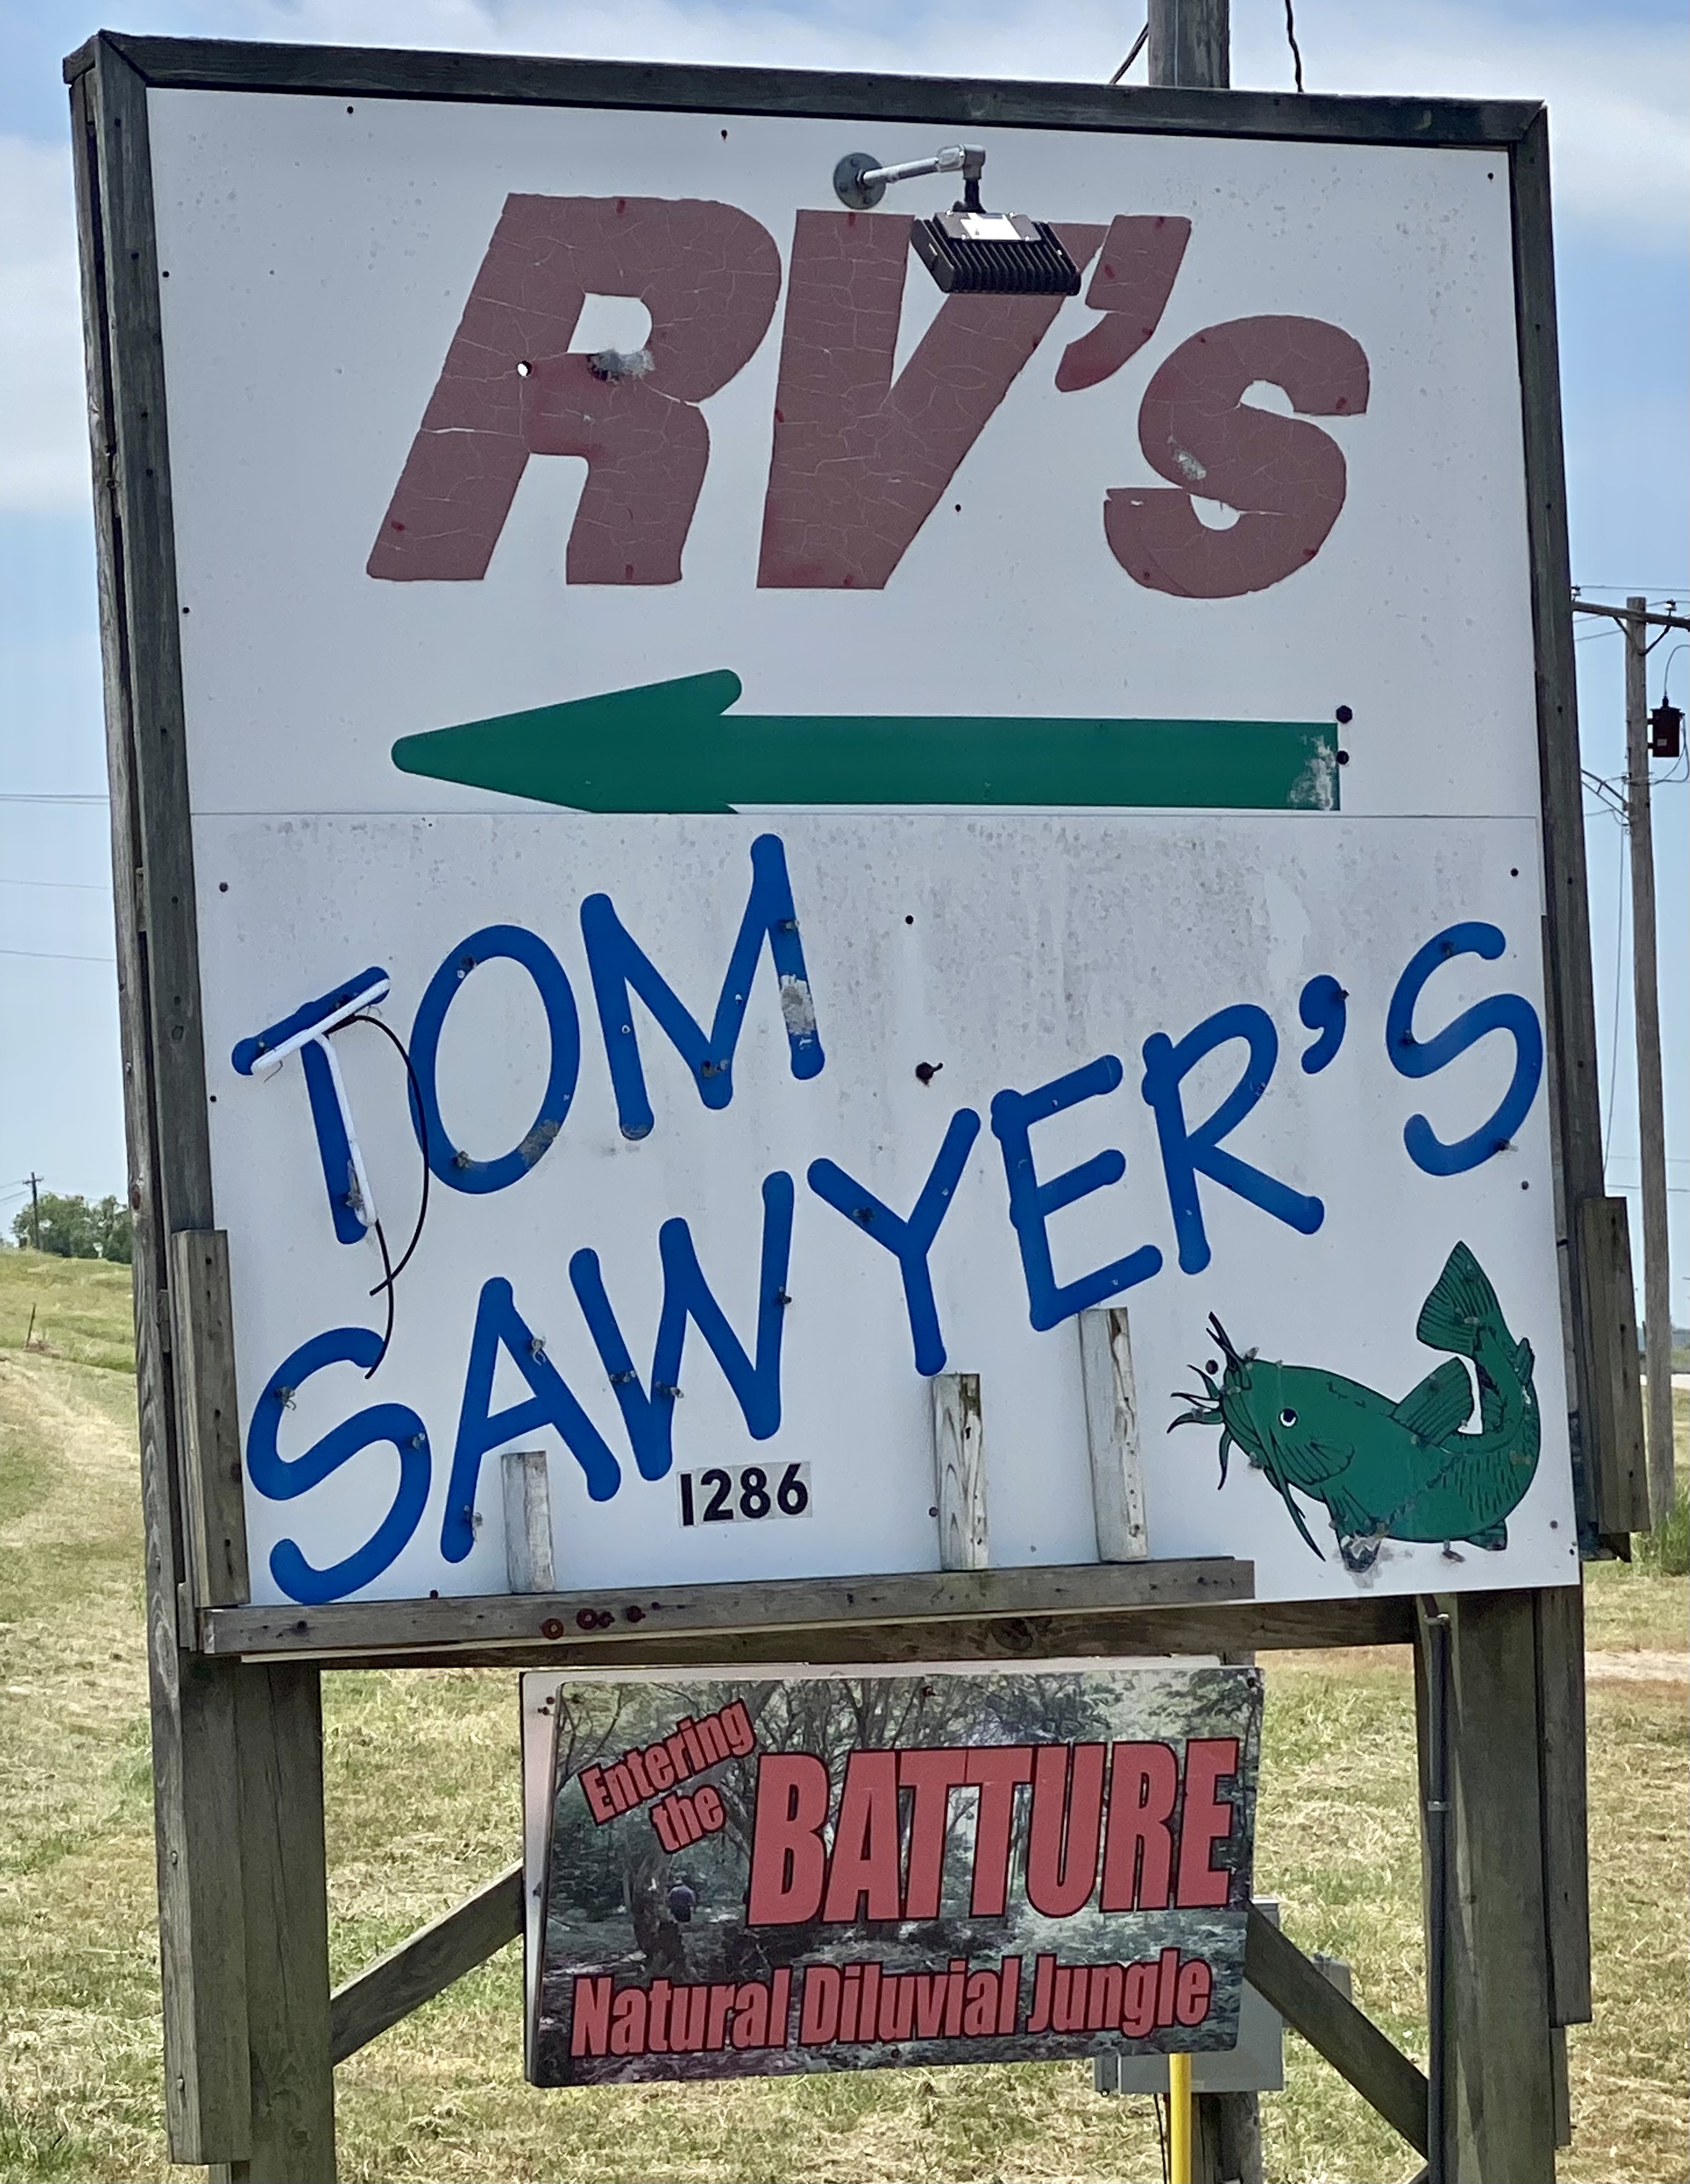 RV's
TOM
SAWYER'S
1286
Entering
the
BATTURE
Natural Diluvial Jungle